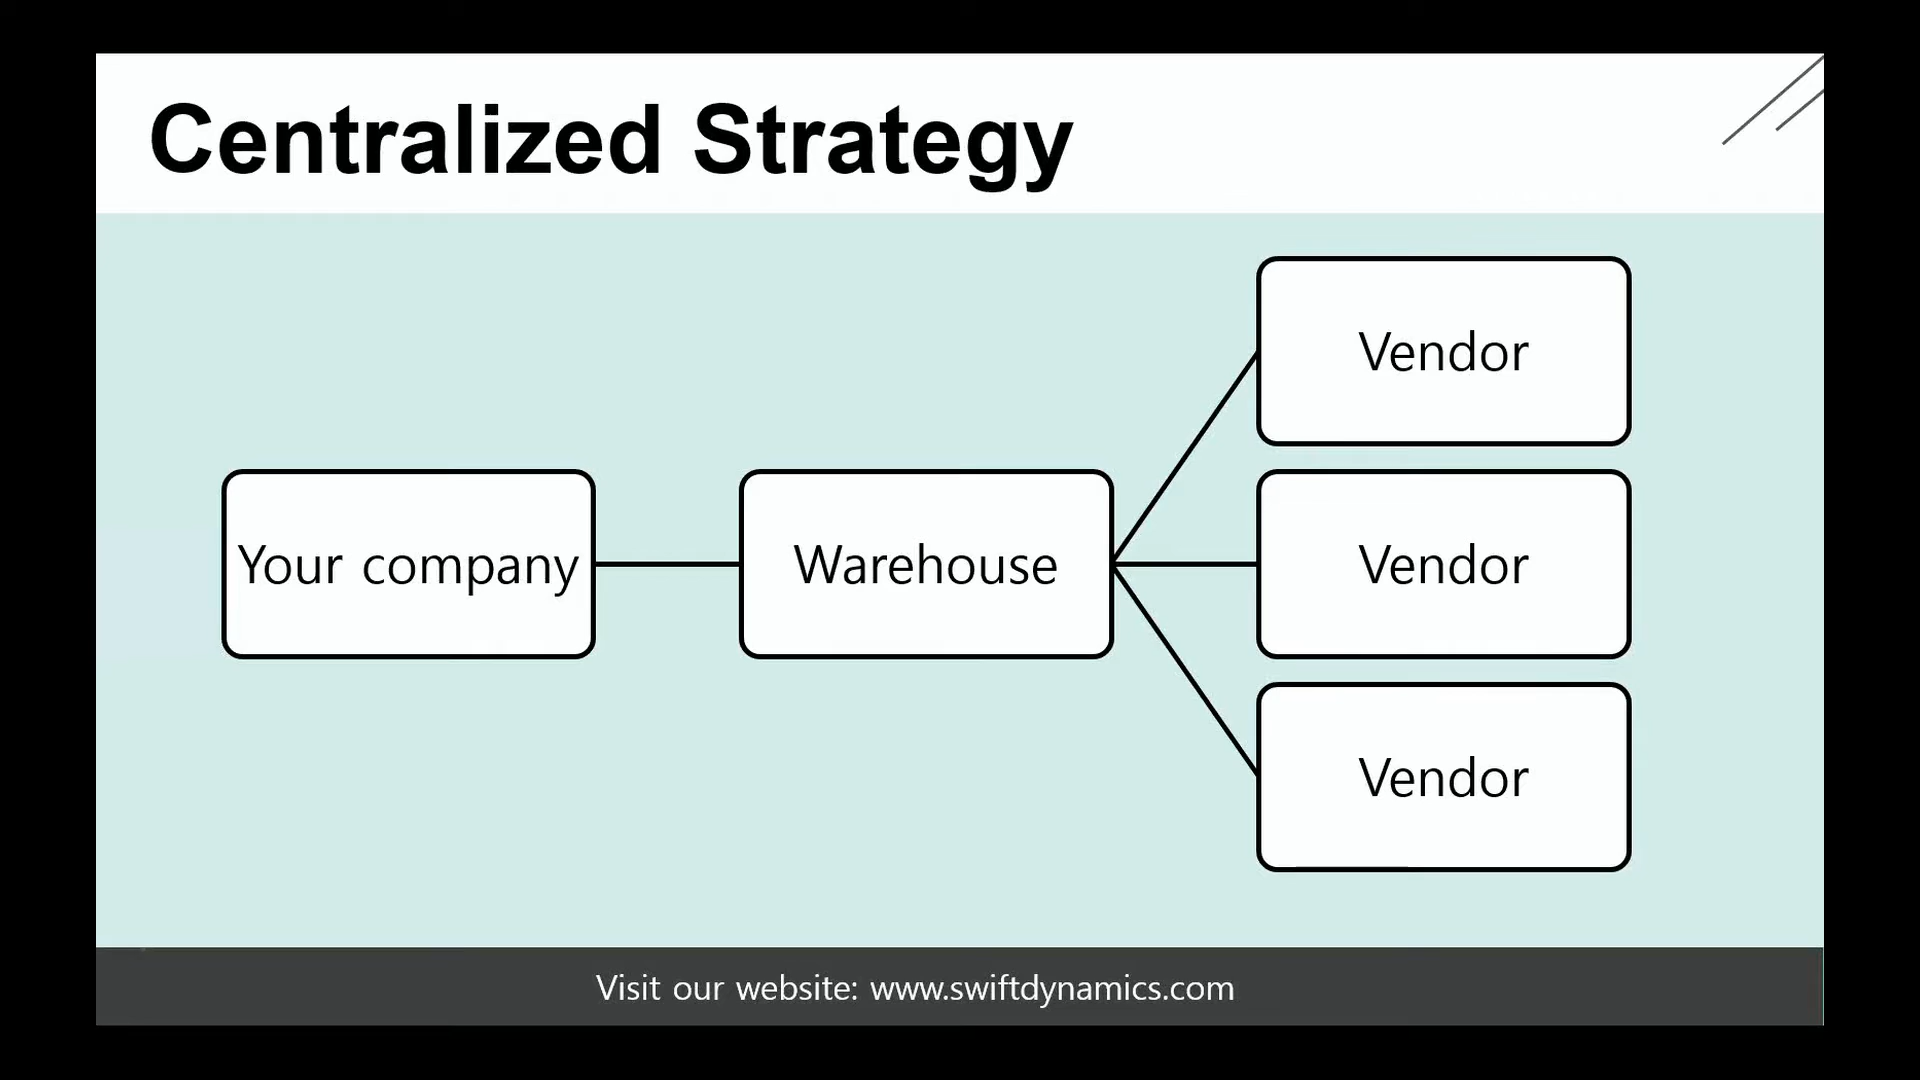 Centralized Strategy
Vendor
Your company
Warehouse
Vendor
Vendor
Visit our website: www.swiftdynamics.com